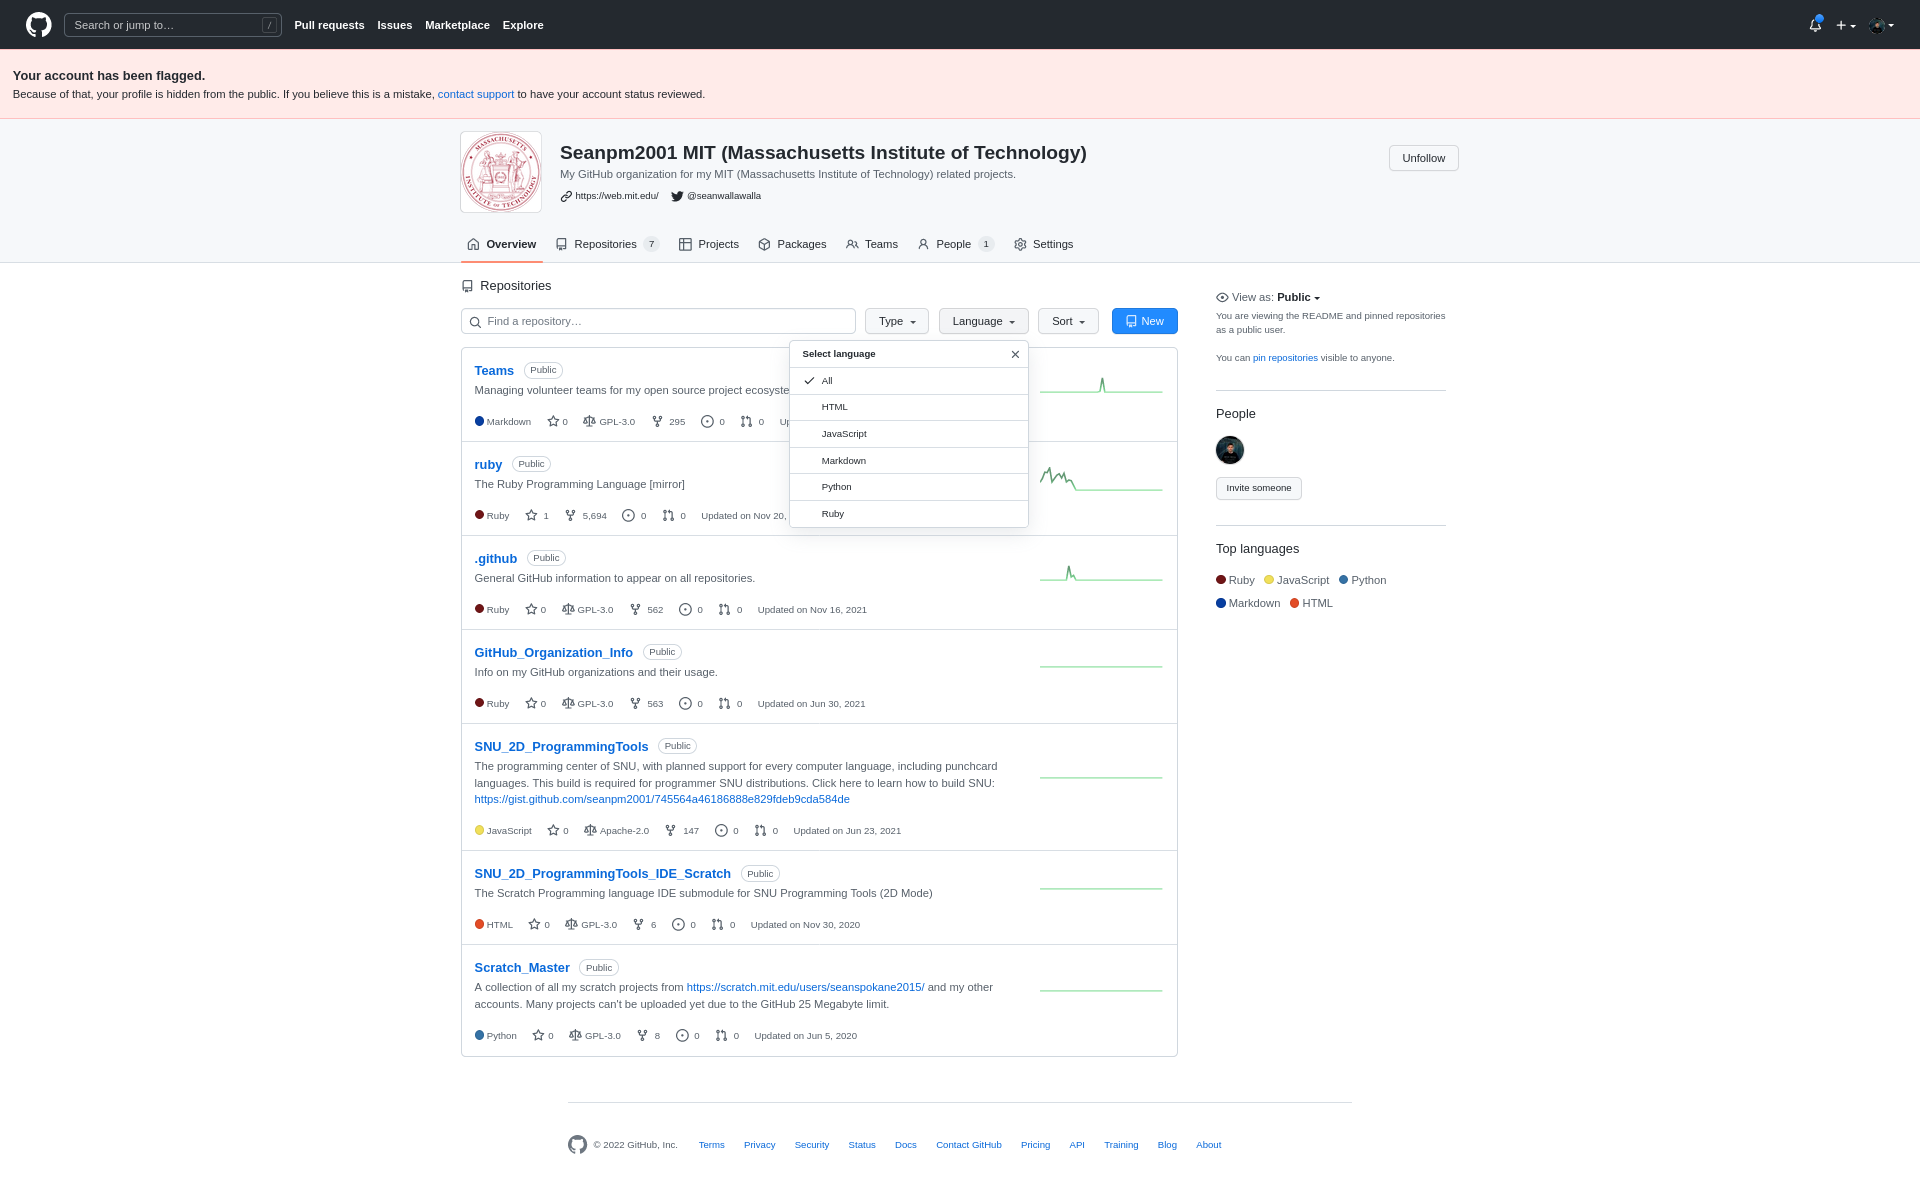 Search or jump to…
/
Pull requests
Issues
Marketplace
Explore
Your account has been flagged.
Because of that, your profile is hidden from the public. If you believe this is a mistake, contact support to have your account status reviewed.
MASSACHUSETTS INSTITUTE OF TECHNOLOGY
Seanpm2001 MIT (Massachusetts Institute of Technology)
My GitHub organization for my MIT (Massachusetts Institute of Technology) related projects.
https://web.mit.edu/
@seanwallawalla
Unfollow
Overview
Repositories 7
Projects
Packages
Teams
People 1
Settings
Repositories
Find a repository…
Type
Language
Sort
New
Select language
All
HTML
JavaScript
Markdown
Python
Ruby
Teams Public
Managing volunteer teams for my open source project ecosyste
Markdown 0 GPL-3.0 295 0 0 Up
ruby Public
The Ruby Programming Language [mirror]
Ruby 1 5,694 0 0 Updated on Nov 20,
.github Public
General GitHub information to appear on all repositories.
Ruby 0 GPL-3.0 562 0 0 Updated on Nov 16, 2021
GitHub_Organization_Info Public
Info on my GitHub organizations and their usage.
Ruby 0 GPL-3.0 563 0 0 Updated on Jun 30, 2021
SNU_2D_ProgrammingTools Public
The programming center of SNU, with planned support for every computer language, including punchcard
languages. This build is required for programmer SNU distributions. Click here to learn how to build SNU:
https://gist.github.com/seanpm2001/745564a46186888e829fdeb9cda584de
JavaScript 0 Apache-2.0 147 0 0 Updated on Jun 23, 2021
SNU_2D_ProgrammingTools_IDE_Scratch Public
The Scratch Programming language IDE submodule for SNU Programming Tools (2D Mode)
HTML 0 GPL-3.0 6 0 0 Updated on Nov 30, 2020
Scratch_Master Public
A collection of all my scratch projects from https://scratch.mit.edu/users/seanspokane2015/ and my other
accounts. Many projects can't be uploaded yet due to the GitHub 25 Megabyte limit.
Python 0 GPL-3.0 8 0 0 Updated on Jun 5, 2020
View as: Public
You are viewing the README and pinned repositories
as a public user.
You can pin repositories visible to anyone.
People
Invite someone
Top languages
Ruby JavaScript Python
Markdown HTML
© 2022 GitHub, Inc.
Terms
Privacy
Security
Status
Docs
Contact GitHub
Pricing
API
Training
Blog
About